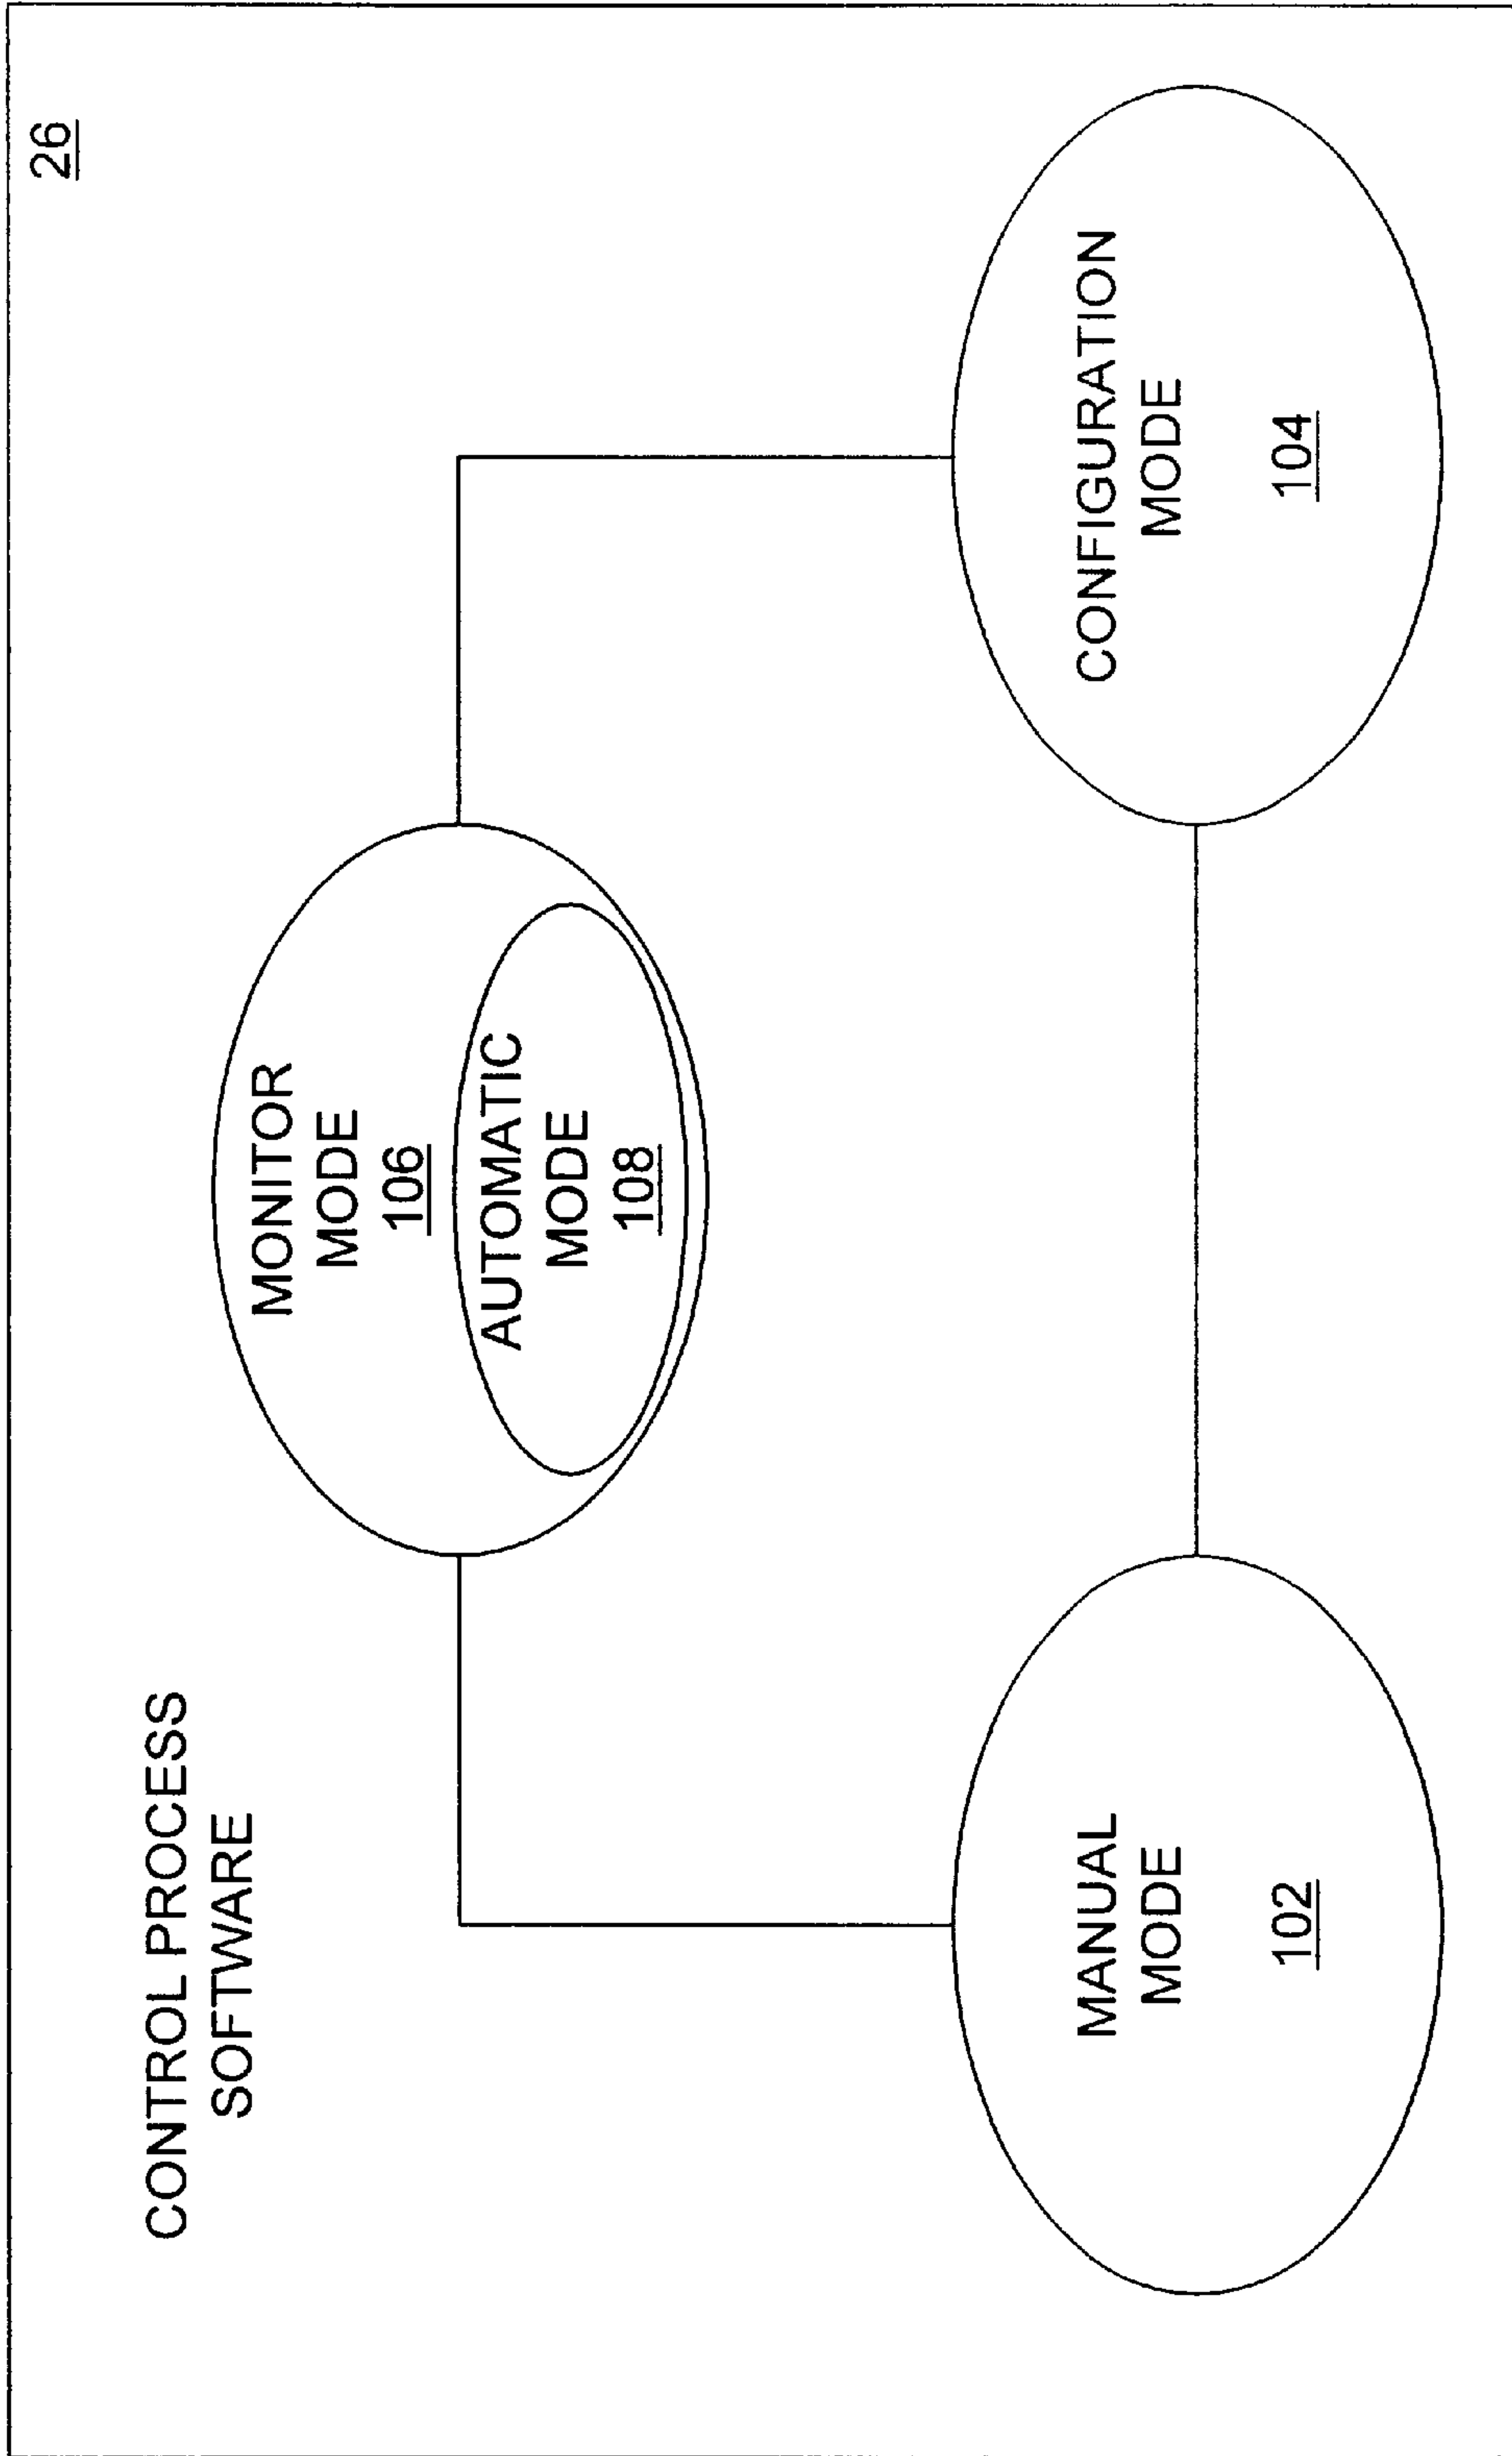 CONTROL PROCESS
SOFTWARE
26
MONITOR
MODE
106
AUTOMATIC
MODE
108
MANUAL
MODE
102
CONFIGURATION
MODE
104